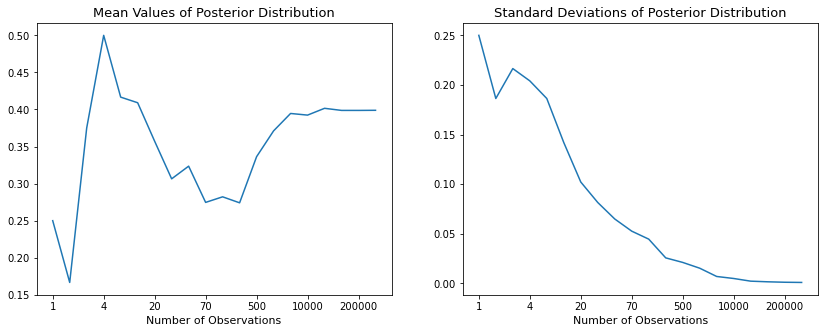 Mean Values of Posterior Distribution
0.50
0.45
0.40
0.35
0.30
0.25
0.20
0.15
1 4 20 70 500 10000 200000
Number of Observations
Standard Deviations of Posterior Distribution
0.25
0.20
0.15
0.10
0.05
0.00
1 4 20 70 500 10000 200000
Number of Observations